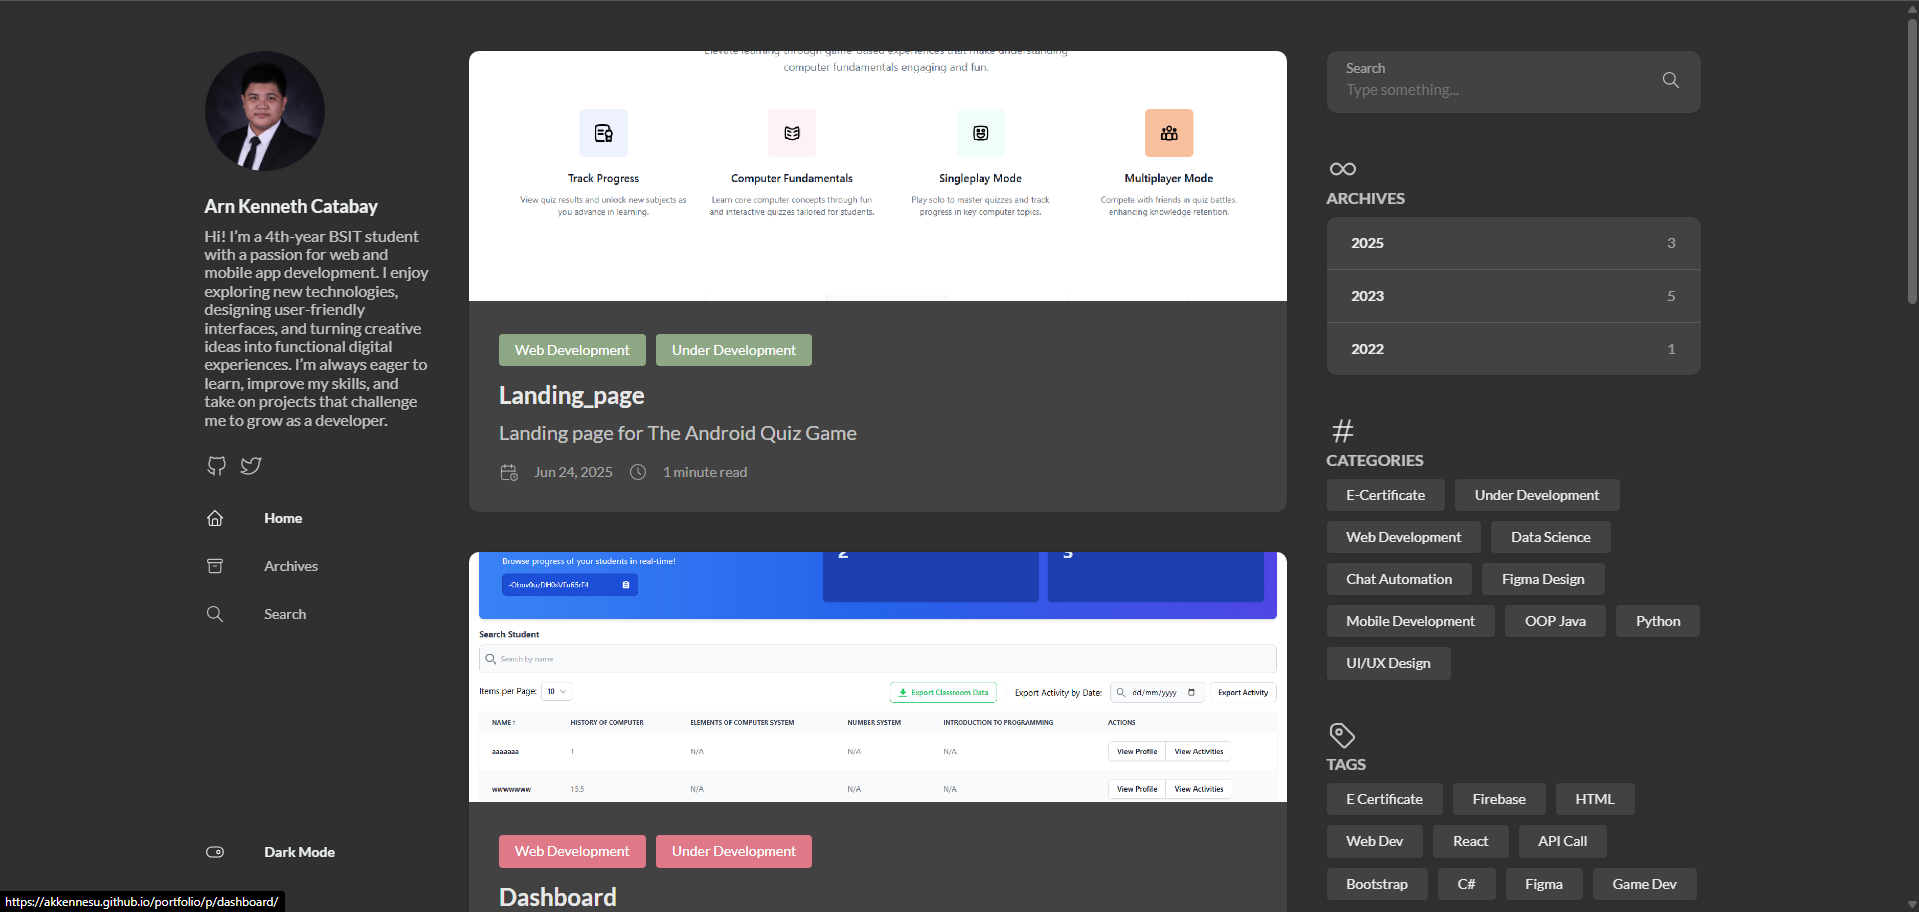 Arn Kenneth Catabay
Hi! I'm a 4th-year BSIT student
with a passion for web and
mobile app development. I enjoy
exploring new technologies,
designing user-friendly
interfaces, and turning creative
ideas into functional digital
experiences. I'm always eager to
learn, improve my skills, and
take on projects that challenge
me to grow as a developer.
Home
Archives
Search
Dark Mode
https://akkennesu.github.io/portfolio/p/dashboard/
Elevate learning through game-based experiences that make understanding
computer fundamentals engaging and fun.
Track Progress
View quiz results and unlock new subjects as
you advance in learning.
Computer Fundamentals
Learn core computer concepts through fun
and interactive quizzes tailored for students.
Singleplay Mode
Play solo to master quizzes and track
progress in key computer topics.
Multiplayer Mode
Compete with friends in quiz battles,
enhancing knowledge retention.
Web Development
Under Development
Landing_page
Landing page for The Android Quiz Game
Jun 24, 2025
1 minute read
Browse progress of your students in real-time!
2
3
Search Student
Search by name
Items per Page: 10
Export Classroom Data
Export Activity by Date:
dd/mm/yyyy
Export Activity
NAME ↑ HISTORY OF COMPUTER ELEMENTS OF COMPUTER SYSTEM NUMBER SYSTEM INTRODUCTION TO PROGRAMMING ACTIONS
aaaaaaa 1 N/A N/A N/A View Profile View Activities
wwwwwww 15.5 N/A N/A N/A View Profile View Activities
Web Development
Under Development
Dashboard
Search
Type something...
ARCHIVES
2025 3
2023 5
2022 1
CATEGORIES
E-Certificate
Under Development
Web Development
Data Science
Chat Automation
Figma Design
Mobile Development
OOP Java
Python
UI/UX Design
TAGS
E Certificate
Firebase
HTML
Web Dev
React
API Call
Bootstrap
C#
Figma
Game Dev